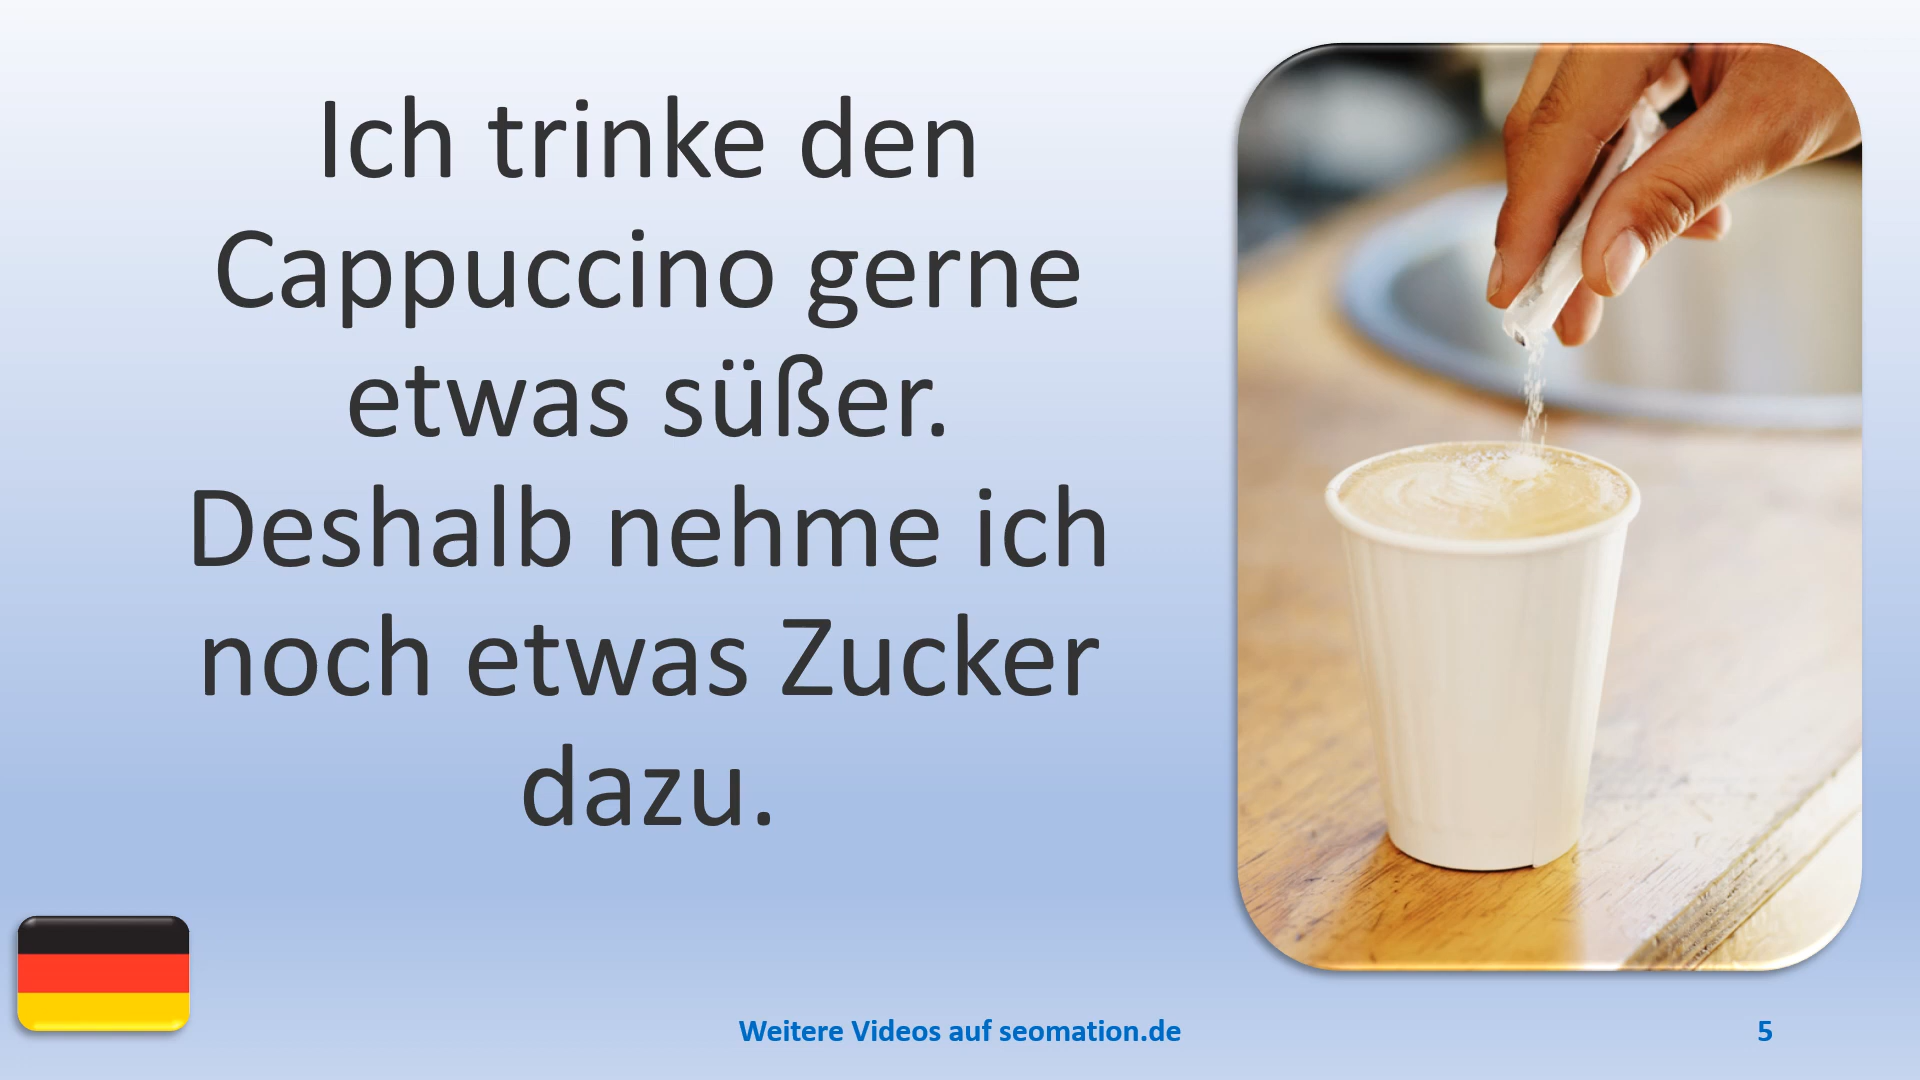 Ich trinke den
Cappuccino gerne
etwas süßer.
Deshalb nehme ich
noch etwas Zucker
dazu.
Weitere Videos auf seomation.de
5